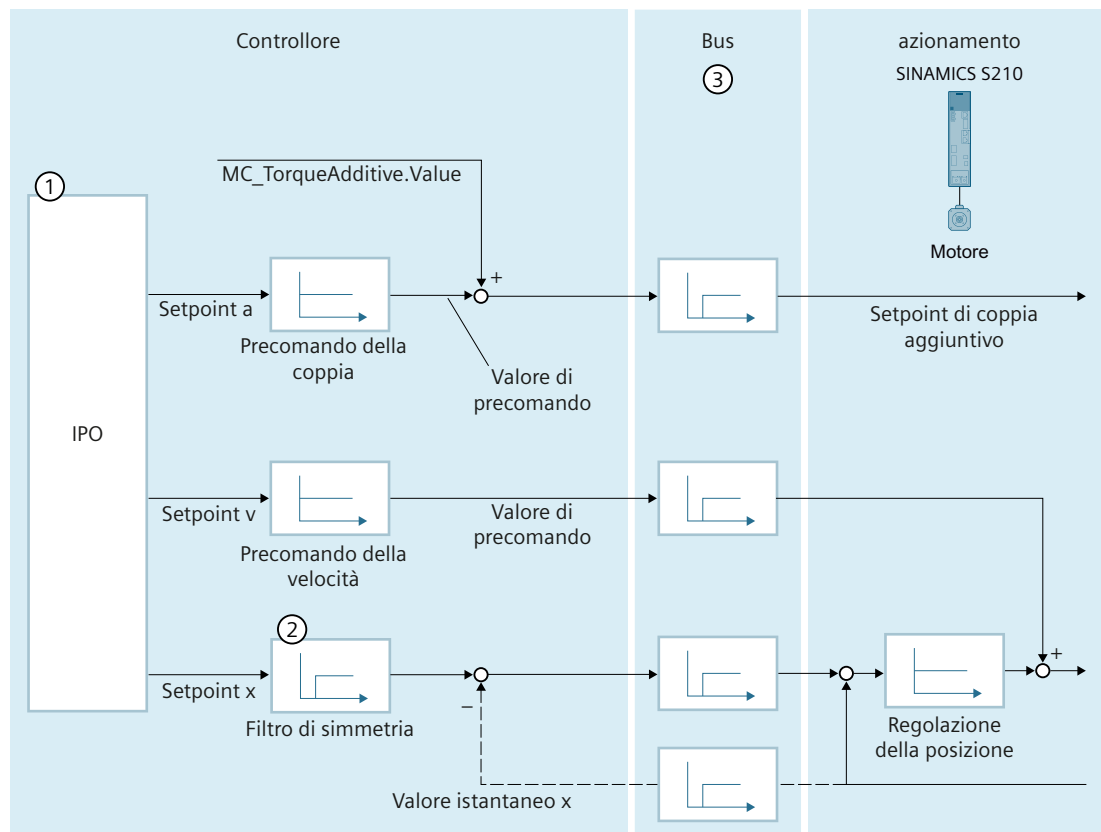 Controllore
Bus
azionamento
3
SINAMICS S210
MC_TorqueAdditive.Value
1
Motore
+
Setpoint a
Setpoint di coppia
aggiuntivo
Precomando della
coppia
Valore di
precomando
IPO
Setpoint v
Valore di
precomando
Precomando della
velocità
2
+
Setpoint x
–
Filtro di simmetria
Regolazione
della posizione
Valore istantaneo x